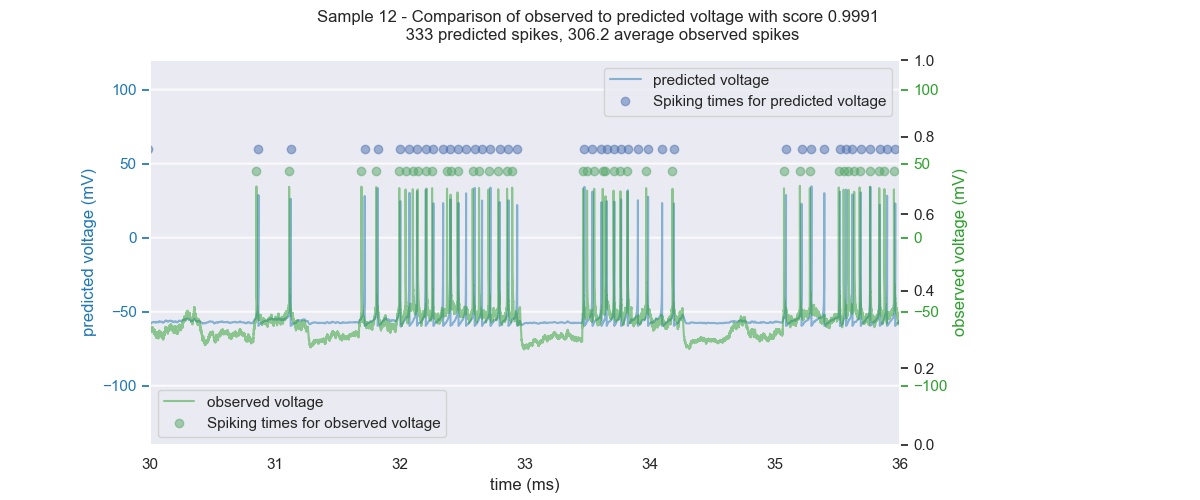 Sample 12 - Comparison of observed to predicted voltage with score 0.9991
333 predicted spikes, 306.2 average observed spikes
predicted voltage
Spiking times for predicted voltage
observed voltage
Spiking times for observed voltage
predicted voltage (mV)
100
50
0
−50
−100
1.0
0.8
0.6
0.4
0.2
0.0
100
50
0
−50
−100
observed voltage (mV)
30 31 32 33 34 35 36
time (ms)